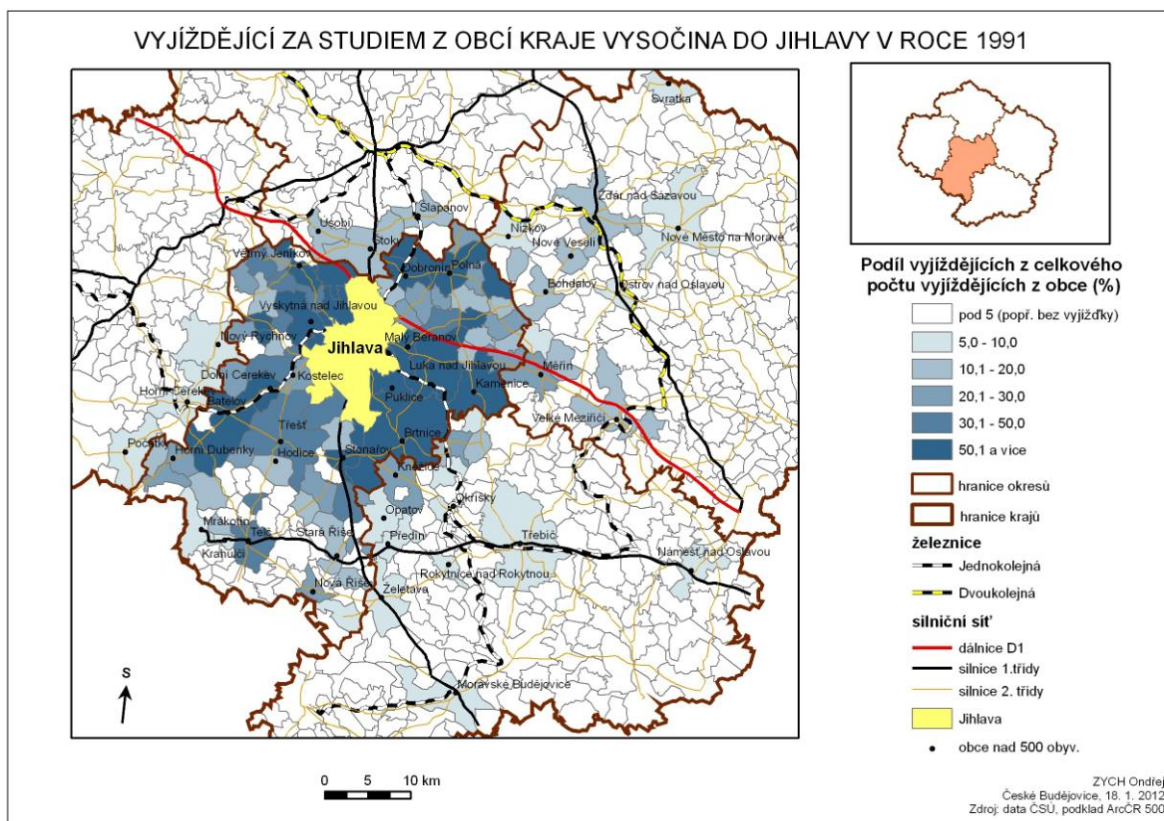 VYJÍŽDĚJÍCÍ ZA STUDIEM Z OBCÍ KRAJE VYSOČINA DO JIHLAVY V ROCE 1991
Svratka
Žďár nad Sázavou
Šlapanov
Úsobí
Nížkov
Nové Město na Moravě
Štoky
Nové Veselí
Větrný Jeníkov
Dobronín
Polná
Bohdalov
Ostrov nad Oslavou
Vyskytná nad Jihlavou
Nový Rychnov
Malý Beranov
Jihlava
Luka nad Jihlavou
Měřín
Dolní Cerekev
Kostelec
Kamenice
Horní Cerekev
Batelov
Puklice
Velké Meziříčí
Třešť
Brtnice
Počátky
Horní Dubenky
Hodice
Stonařov
Kněžice
Okříšky
Opatov
Mrákotín
Telč
Stará Říše
Předín
Třebíč
Krahulčí
Náměšť nad Oslavou
Rokytnice nad Rokytnou
Nová Říše
Želetava
Moravské Budějovice
S
0 5 10 km
Podíl vyjíždějících z celkového
počtu vyjíždějících z obce (%)
pod 5 (popř. bez vyjížďky)
5,0 - 10,0
10,1 - 20,0
20,1 - 30,0
30,1 - 50,0
50,1 a více
hranice okresů
hranice krajů
železnice
Jednokolejná
Dvoukolejná
silniční síť
dálnice D1
silnice 1.třídy
silnice 2. třídy
Jihlava
obce nad 500 obyv.
ZYCH Ondřej
České Budějovice, 18. 1. 2012
Zdroj: data ČSÚ, podklad ArcČR 500